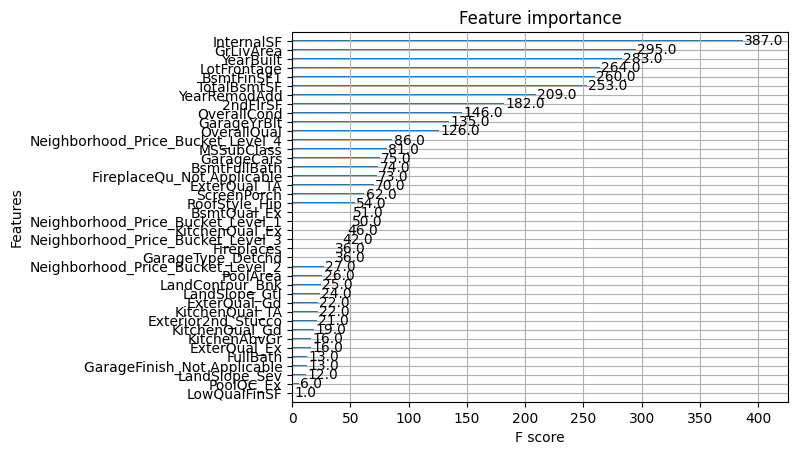 Feature importance
InternalSF 387.0
GrLivArea 295.0
YearBuilt 283.0
LotFrontage 264.0
BsmtFinSF1 260.0
TotalBsmtSF 253.0
YearRemodAdd 209.0
2ndFlrSF 182.0
OverallCond 146.0
GarageYrBlt 135.0
OverallQual 126.0
Neighborhood_Price_Bucket_Level_4 86.0
MSSubClass 81.0
GarageCars 75.0
BsmtFullBath 74.0
FireplaceQu_Not_Applicable 73.0
ExterQual_TA 70.0
ScreenPorch 62.0
RoofStyle_Hip 54.0
BsmtQual_Ex 51.0
Neighborhood_Price_Bucket_Level_1 50.0
KitchenQual_Ex 46.0
Neighborhood_Price_Bucket_Level_3 42.0
Fireplaces 36.0
GarageType_Detchd 36.0
Neighborhood_Price_Bucket_Level_2 27.0
PoolArea 26.0
LandContour_Bnk 25.0
LandSlope_Gtl 24.0
ExterQual_Gd 22.0
KitchenQual_TA 22.0
Exterior2nd_Stucco 21.0
KitchenQual_Gd 19.0
KitchenAbvGr 16.0
ExterQual_Ex 16.0
FullBath 13.0
GarageFinish_Not_Applicable 13.0
LandSlope_Sev 12.0
PoolQC_Ex 6.0
LowQualFinSF 1.0
Features
0 50 100 150 200 250 300 350 400
F score